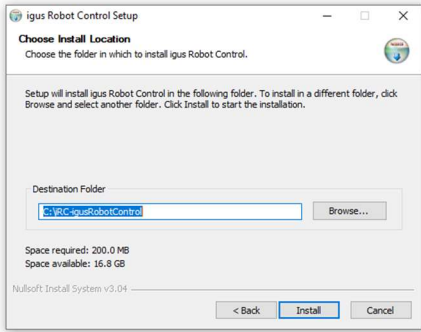 igus Robot Control Setup
Choose Install Location
Choose the folder in which to install igus Robot Control.
Setup will install igus Robot Control in the following folder. To install in a different folder, click
Browse and select another folder. Click Install to start the installation.
Destination Folder
C:\iRC-igusRobotControl
Browse...
Space required: 200.0 MB
Space available: 16.8 GB
Nullsoft Install System v3.04
< Back
Install
Cancel